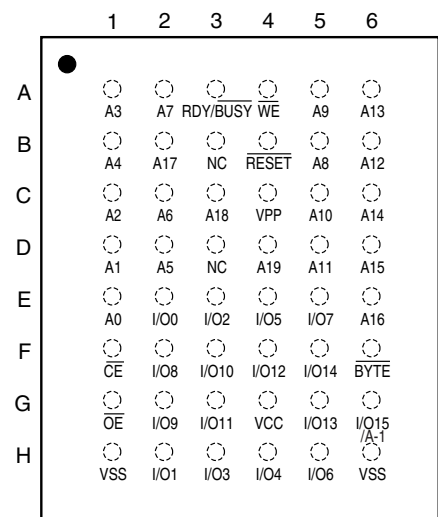 1 2 3 4 5 6
A
A3 A7 RDY/BUSY WE A9 A13
B
A4 A17 NC RESET A8 A12
C
A2 A6 A18 VPP A10 A14
D
A1 A5 NC A19 A11 A15
E
A0 I/O0 I/O2 I/O5 I/O7 A16
F
CE I/O8 I/O10 I/O12 I/O14 BYTE
G
OE I/O9 I/O11 VCC I/O13 I/O15
/A-1
H
VSS I/O1 I/O3 I/O4 I/O6 VSS